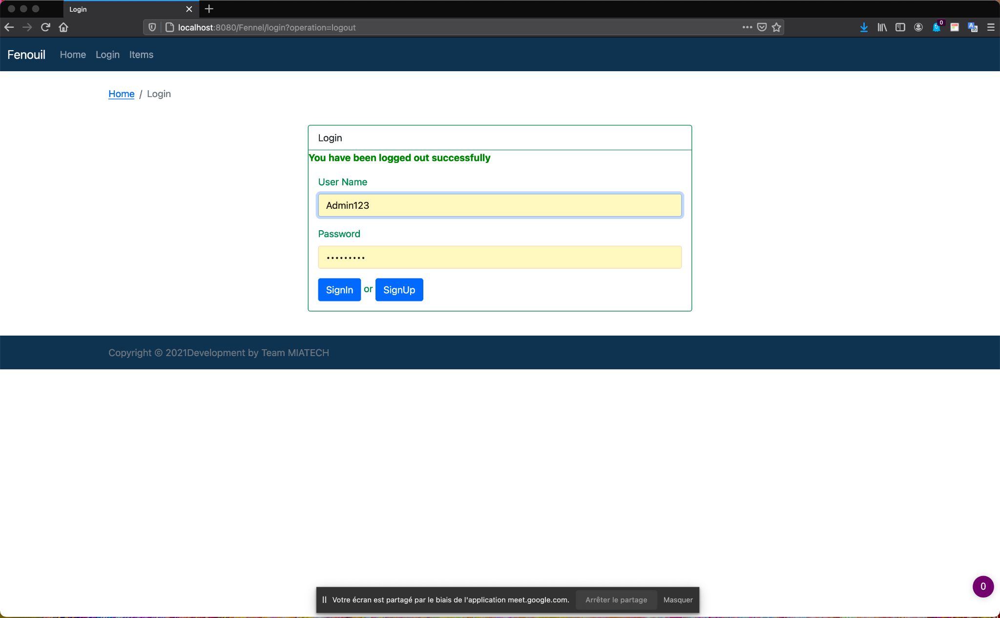 Login
localhost:8080/Fennel/login?operation=logout
0
Fenouil Home Login Items
Home / Login
Login
You have been logged out successfully
User Name
Admin123
Password
•••••••••
SignIn or SignUp
Copyright © 2021Development by Team MIATECH
0
Votre écran est partagé par le biais de l'application meet.google.com. Arrêter le partage Masquer